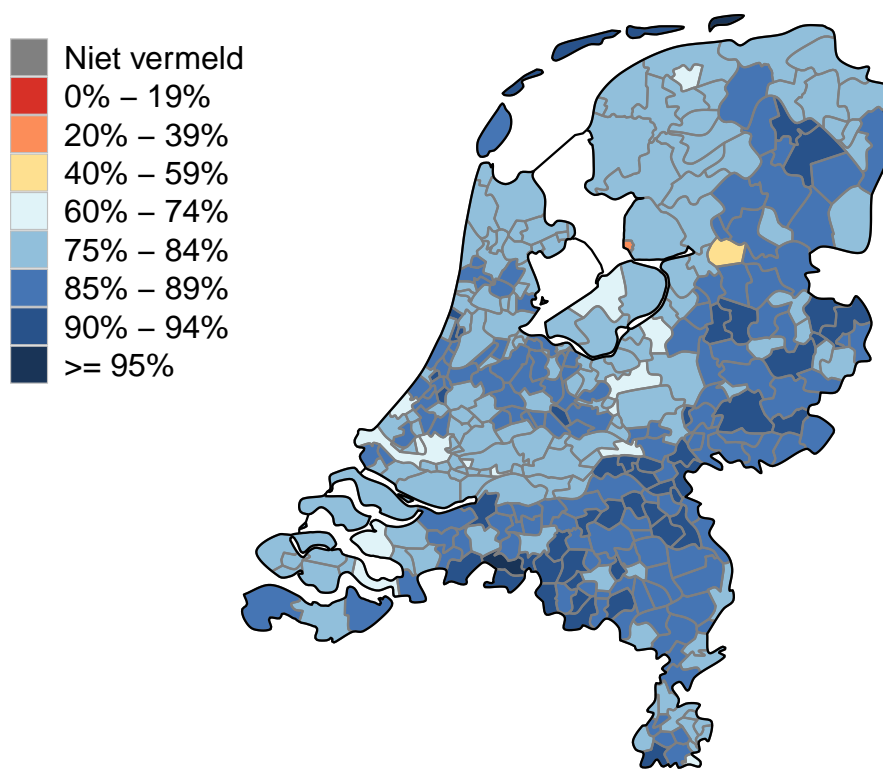 Niet vermeld
0% – 19%
20% – 39%
40% – 59%
60% – 74%
75% – 84%
85% – 89%
90% – 94%
>= 95%